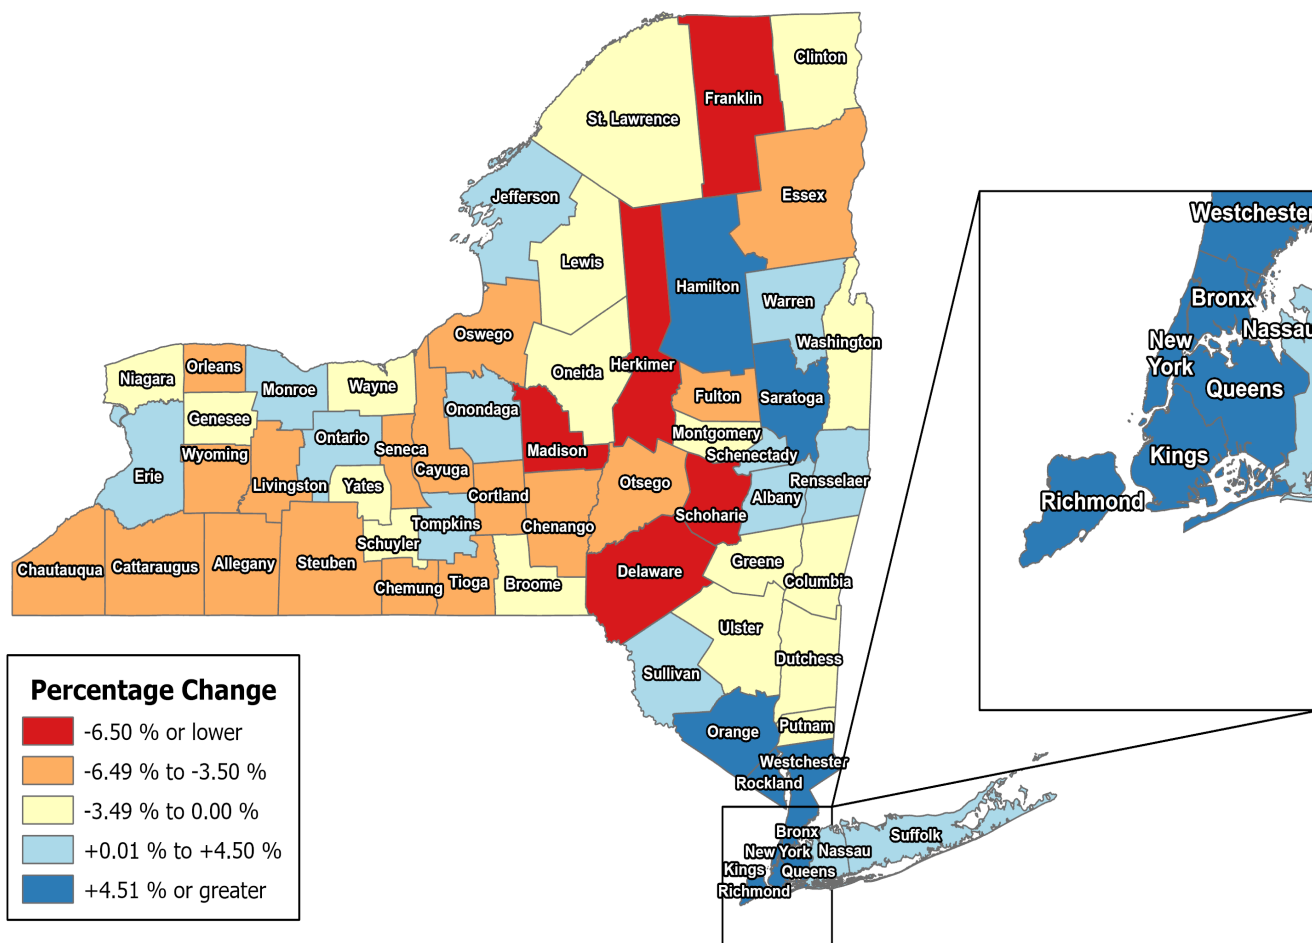 Clinton
Franklin
St. Lawrence
Essex
Jefferson
Westchester
Lewis
Hamilton
Bronx
Warren
Nassau
Oswego
Washington
New
York
Herkimer
Orleans
Oneida
Niagara
Monroe
Wayne
Queens
Fulton
Saratoga
Onondaga
Genesee
Montgomery
Ontario
Seneca
Madison
Wyoming
Schenectady
Kings
Cayuga
Erie
Rensselaer
Otsego
Livingston
Yates
Cortland
Albany
Richmond
Schoharie
Tompkins
Chenango
Schuyler
Greene
Steuben
Allegany
Cattaraugus
Chautauqua
Delaware
Columbia
Tioga
Broome
Chemung
Ulster
Dutchess
Sullivan
Putnam
Orange
Westchester
Rockland
Bronx
Suffolk
New York
Nassau
Kings
Queens
Richmond
Percentage Change
-6.50 % or lower
-6.49 % to -3.50 %
-3.49 % to 0.00 %
+0.01 % to +4.50 %
+4.51 % or greater